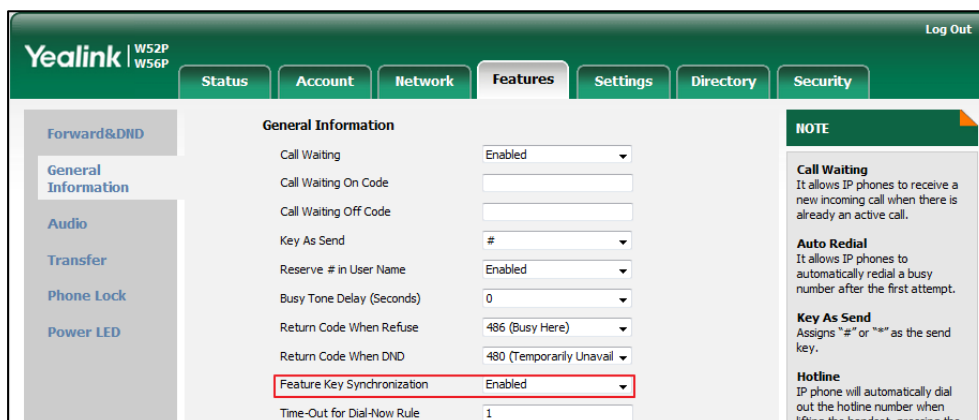 Log Out
Yealink W52P
W56P
Status Account Network Features Settings Directory Security
Forward&DND
General
Information
Audio
Transfer
Phone Lock
Power LED
General Information
Call Waiting Enabled
Call Waiting On Code
Call Waiting Off Code
Key As Send #
Reserve # in User Name Enabled
Busy Tone Delay (Seconds) 0
Return Code When Refuse 486 (Busy Here)
Return Code When DND 480 (Temporarily Unavail
Feature Key Synchronization Enabled
Time-Out for Dial-Now Rule 1
NOTE
Call Waiting
It allows IP phones to receive a
new incoming call when there is
already an active call.
Auto Redial
It allows IP phones to
automatically redial a busy
number after the first attempt.
Key As Send
Assigns "#" or "*" as the send
key.
Hotline
IP phone will automatically dial
out the hotline number when
lifting the handset, pressing the